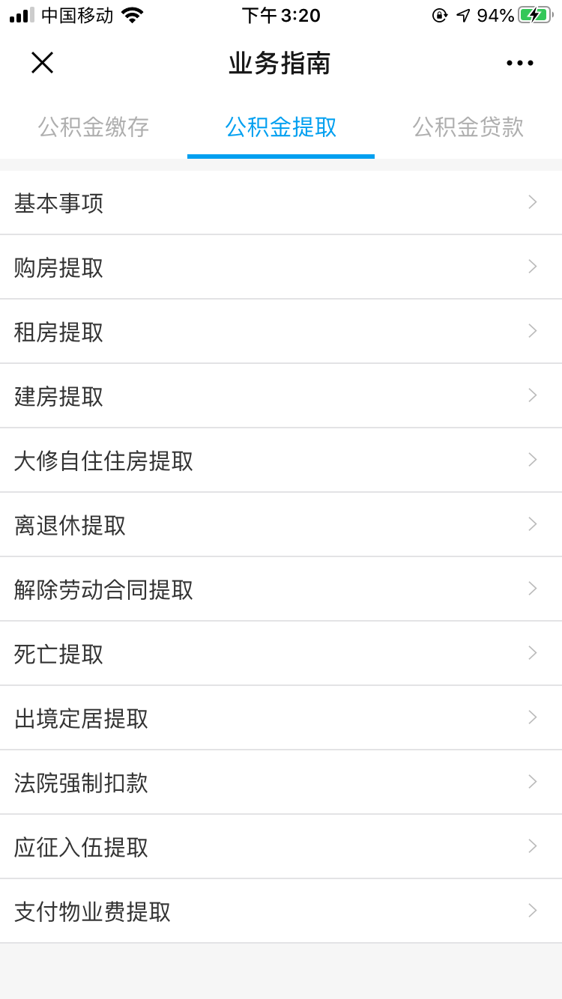 中国移动 下午3:20 94%
业务指南
公积金缴存 公积金提取 公积金贷款
基本事项
购房提取
租房提取
建房提取
大修自住住房提取
离退休提取
解除劳动合同提取
死亡提取
出境定居提取
法院强制扣款
应征入伍提取
支付物业费提取